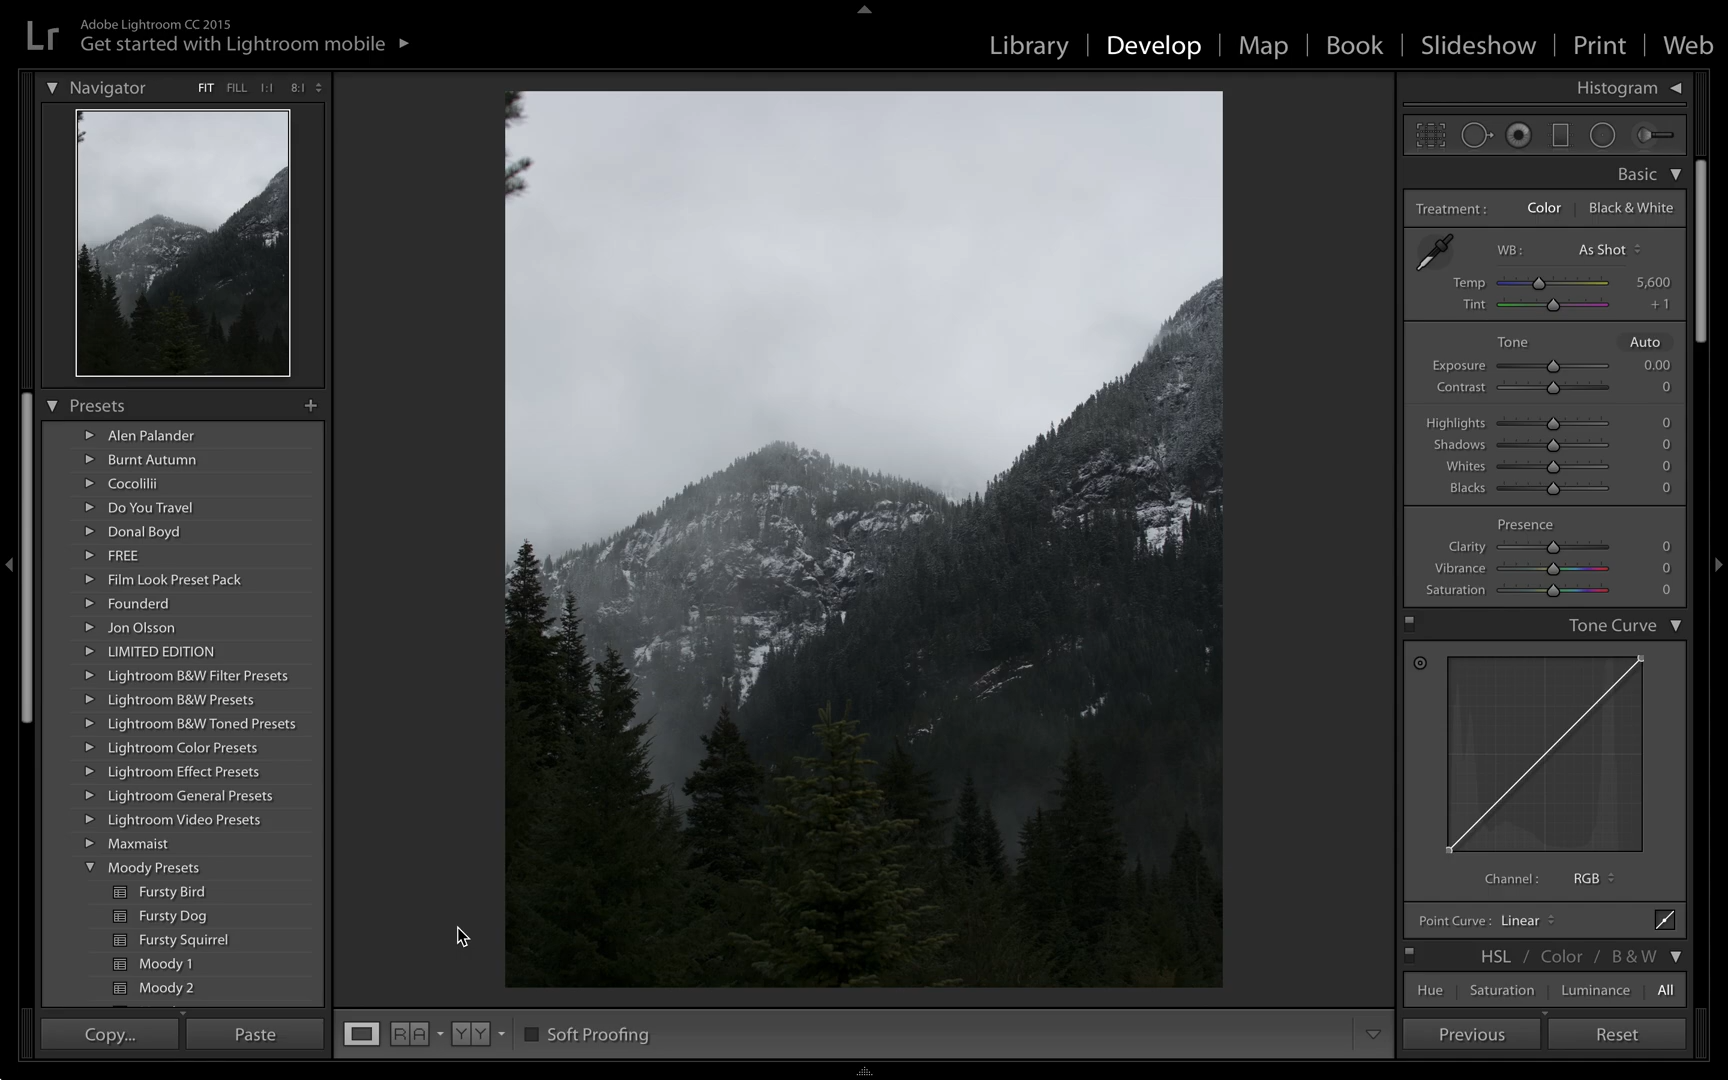 Lr
Adobe Lightroom CC 2015
Get started with Lightroom mobile
Library | Develop | Map | Book | Slideshow | Print | Web
Navigator FIT FILL 1:1 8:1
Presets +
Alen Palander
Burnt Autumn
Cocolilii
Do You Travel
Donal Boyd
FREE
Film Look Preset Pack
Founderd
Jon Olsson
LIMITED EDITION
Lightroom B&W Filter Presets
Lightroom B&W Presets
Lightroom B&W Toned Presets
Lightroom Color Presets
Lightroom Effect Presets
Lightroom General Presets
Lightroom Video Presets
Maxmaist
Moody Presets
Fursty Bird
Fursty Dog
Fursty Squirrel
Moody 1
Moody 2
Copy... Paste
R A Y Y Soft Proofing
Histogram
Basic
Treatment : Color | Black & White
WB : As Shot
Temp 5,600
Tint + 1
Tone Auto
Exposure 0.00
Contrast 0
Highlights 0
Shadows 0
Whites 0
Blacks 0
Presence
Clarity 0
Vibrance 0
Saturation 0
Tone Curve
Channel : RGB
Point Curve : Linear
HSL / Color / B & W
Hue | Saturation | Luminance | All
Previous Reset